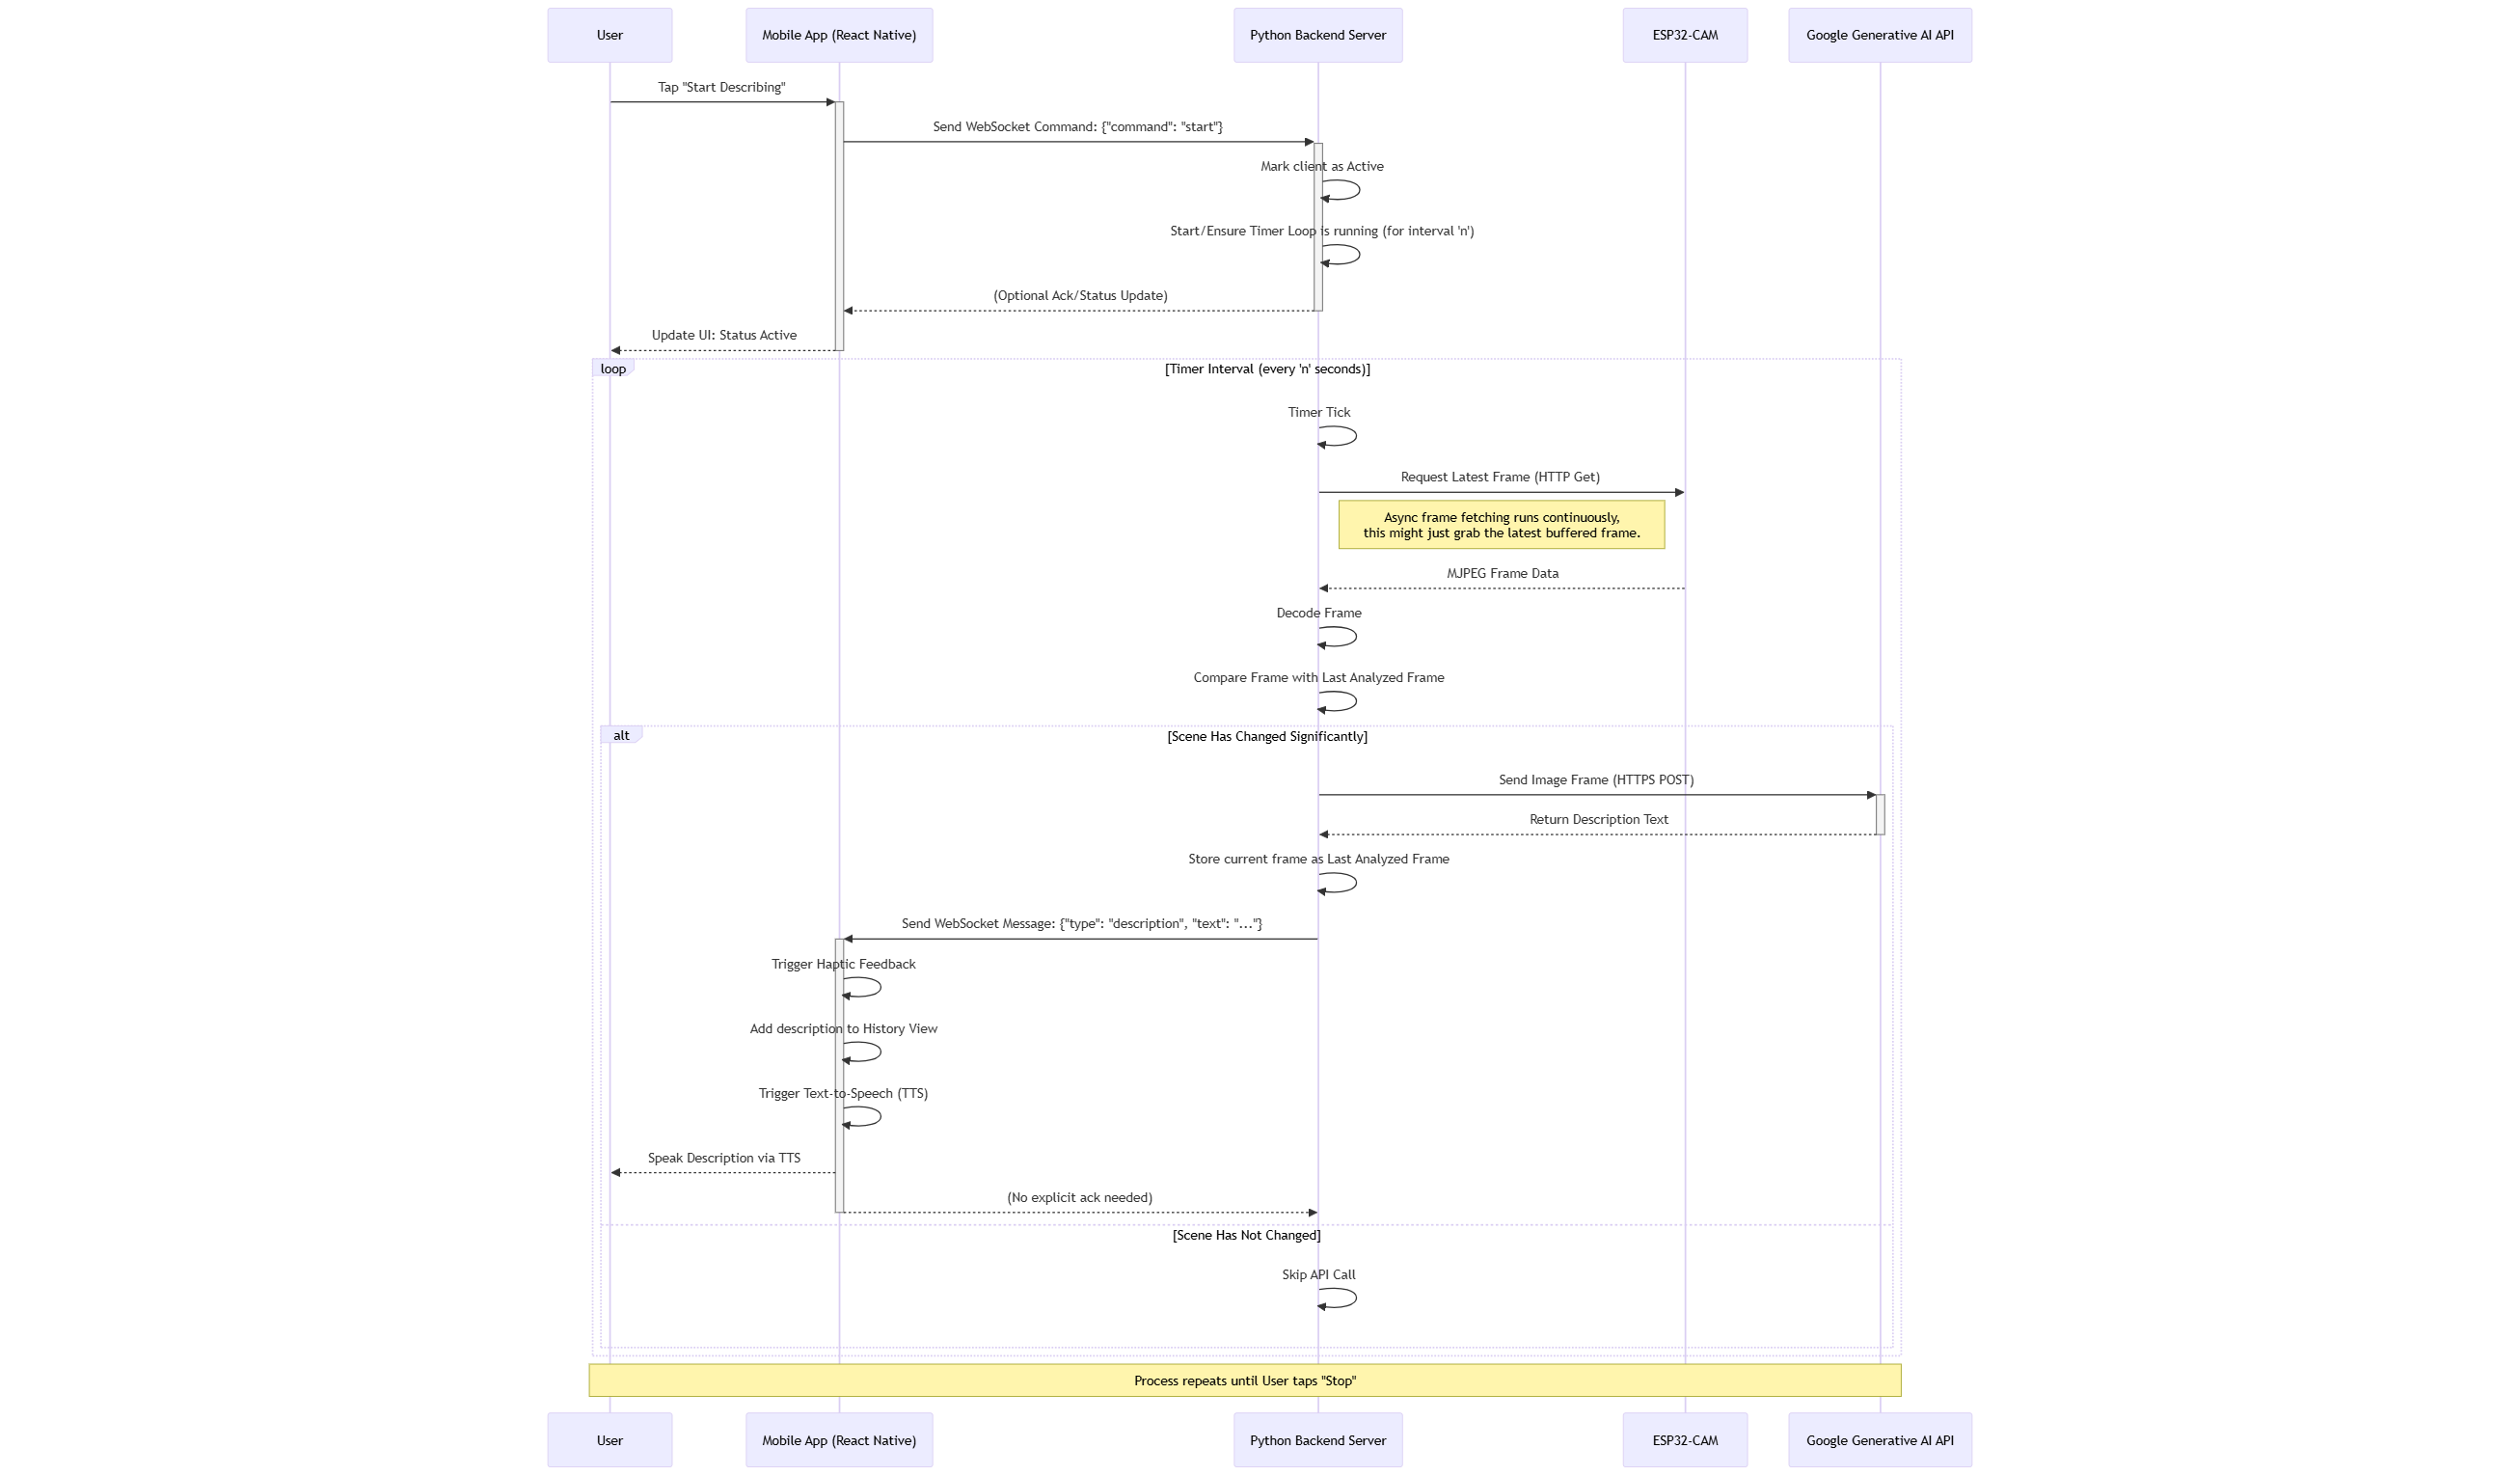 User
Mobile App (React Native)
Python Backend Server
ESP32-CAM
Google Generative AI API
Tap "Start Describing"
Send WebSocket Command: {"command": "start"}
Mark client as Active
Start/Ensure Timer Loop is running (for interval 'n')
(Optional Ack/Status Update)
Update UI: Status Active
loop
[Timer Interval (every 'n' seconds)]
Timer Tick
Request Latest Frame (HTTP Get)
Async frame fetching runs continuously,
this might just grab the latest buffered frame.
MJPEG Frame Data
Decode Frame
Compare Frame with Last Analyzed Frame
alt
[Scene Has Changed Significantly]
Send Image Frame (HTTPS POST)
Return Description Text
Store current frame as Last Analyzed Frame
Send WebSocket Message: {"type": "description", "text": "..."}
Trigger Haptic Feedback
Add description to History View
Trigger Text-to-Speech (TTS)
Speak Description via TTS
(No explicit ack needed)
[Scene Has Not Changed]
Skip API Call
Process repeats until User taps "Stop"
User
Mobile App (React Native)
Python Backend Server
ESP32-CAM
Google Generative AI API